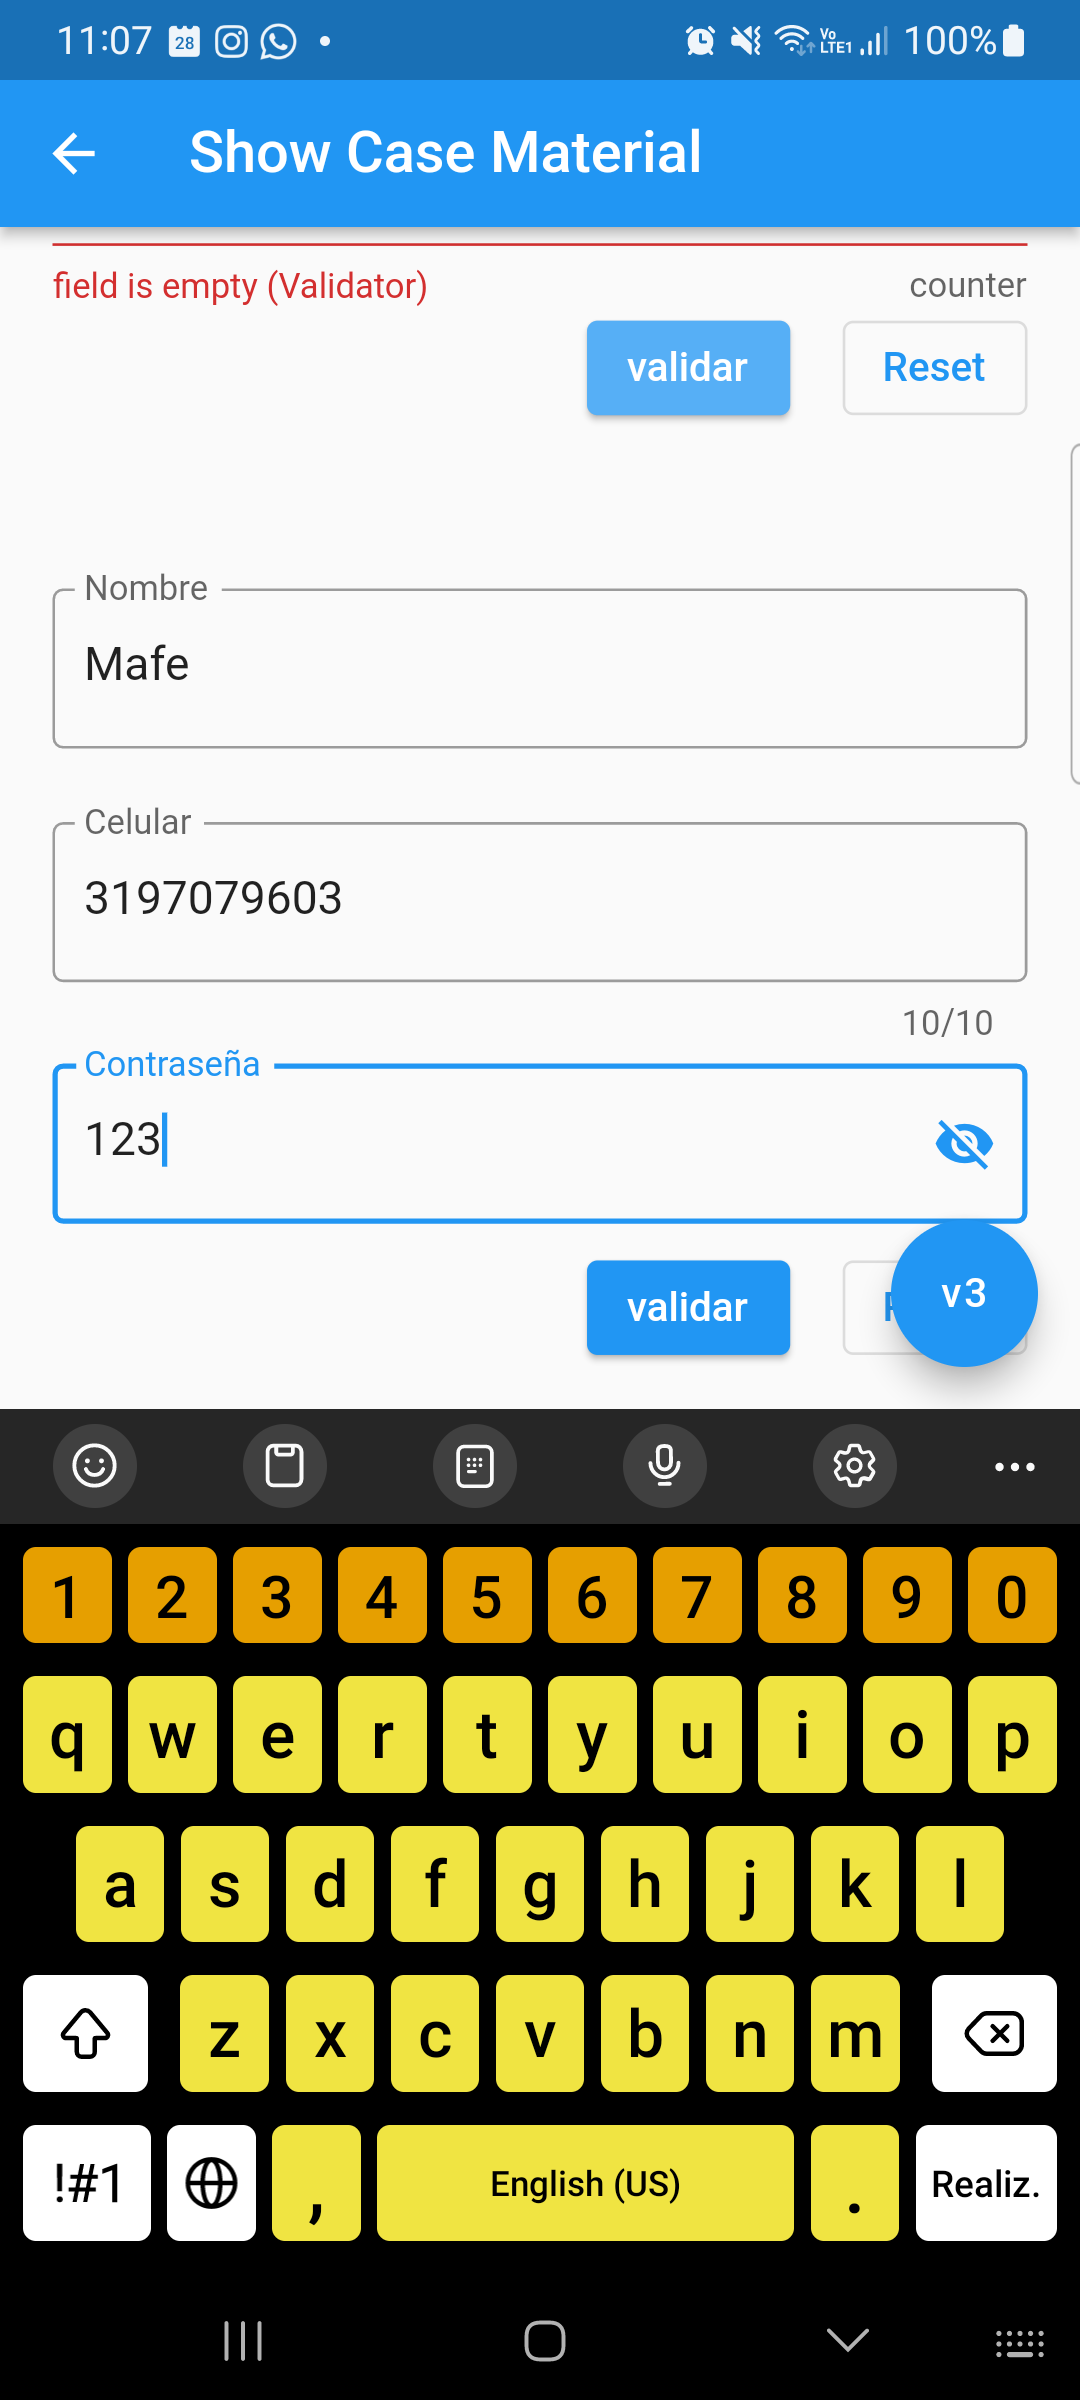 11:07 28 Vo LTE1 100%
Show Case Material
field is empty (Validator) counter
validar Reset
Nombre
Mafe
Celular
3197079603
10/10
Contraseña
123
validar v3
1 2 3 4 5 6 7 8 9 0
q w e r t y u i o p
a s d f g h j k l
z x c v b n m
!#1 , English (US) . Realiz.